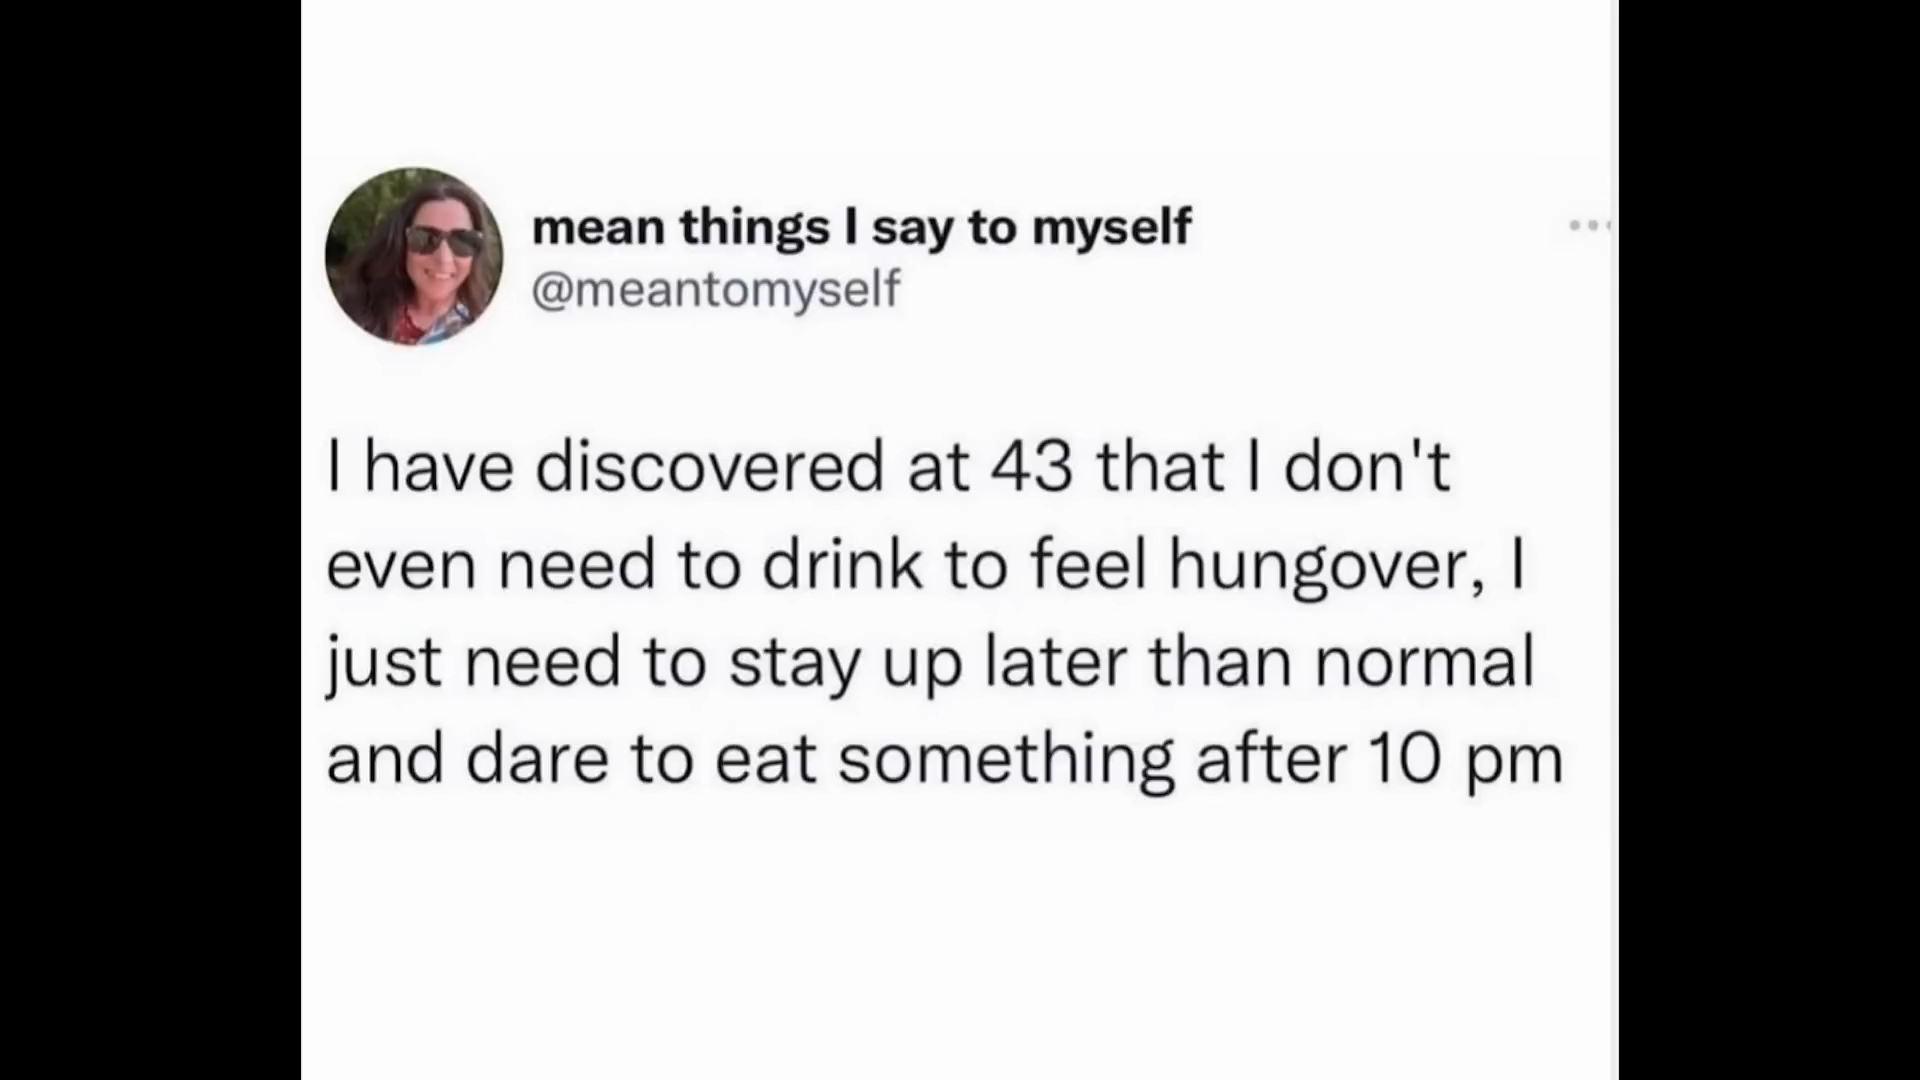 mean things I say to myself
@meantomyself
I have discovered at 43 that I don't
even need to drink to feel hungover, I
just need to stay up later than normal
and dare to eat something after 10 pm